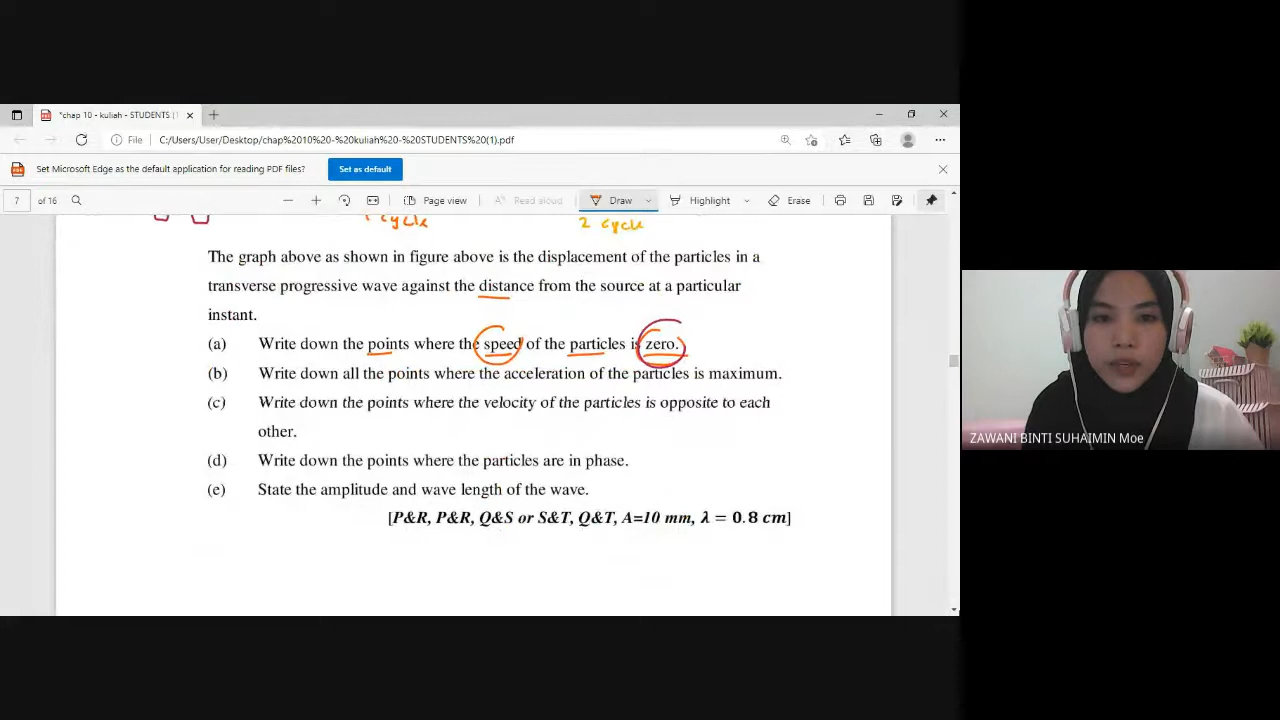 *chap 10 - kuliah - STUDENTS (1
File
C:/Users/User/Desktop/chap%2010%20-%20kuliah%20-%20STUDENTS%20(1).pdf
Set Microsoft Edge as the default application for reading PDF files?
Set as default
7 of 16
Page view
Read aloud
Draw
Highlight
Erase
1 cycle
2 cycle
The graph above as shown in figure above is the displacement of the particles in a
transverse progressive wave against the distance from the source at a particular
instant.
(a) Write down the points where the speed of the particles is zero.
(b) Write down all the points where the acceleration of the particles is maximum.
(c) Write down the points where the velocity of the particles is opposite to each
other.
(d) Write down the points where the particles are in phase.
(e) State the amplitude and wave length of the wave.
[P&R, P&R, Q&S or S&T, Q&T, A=10 mm, λ = 0.8 cm]
ZAWANI BINTI SUHAIMIN Moe